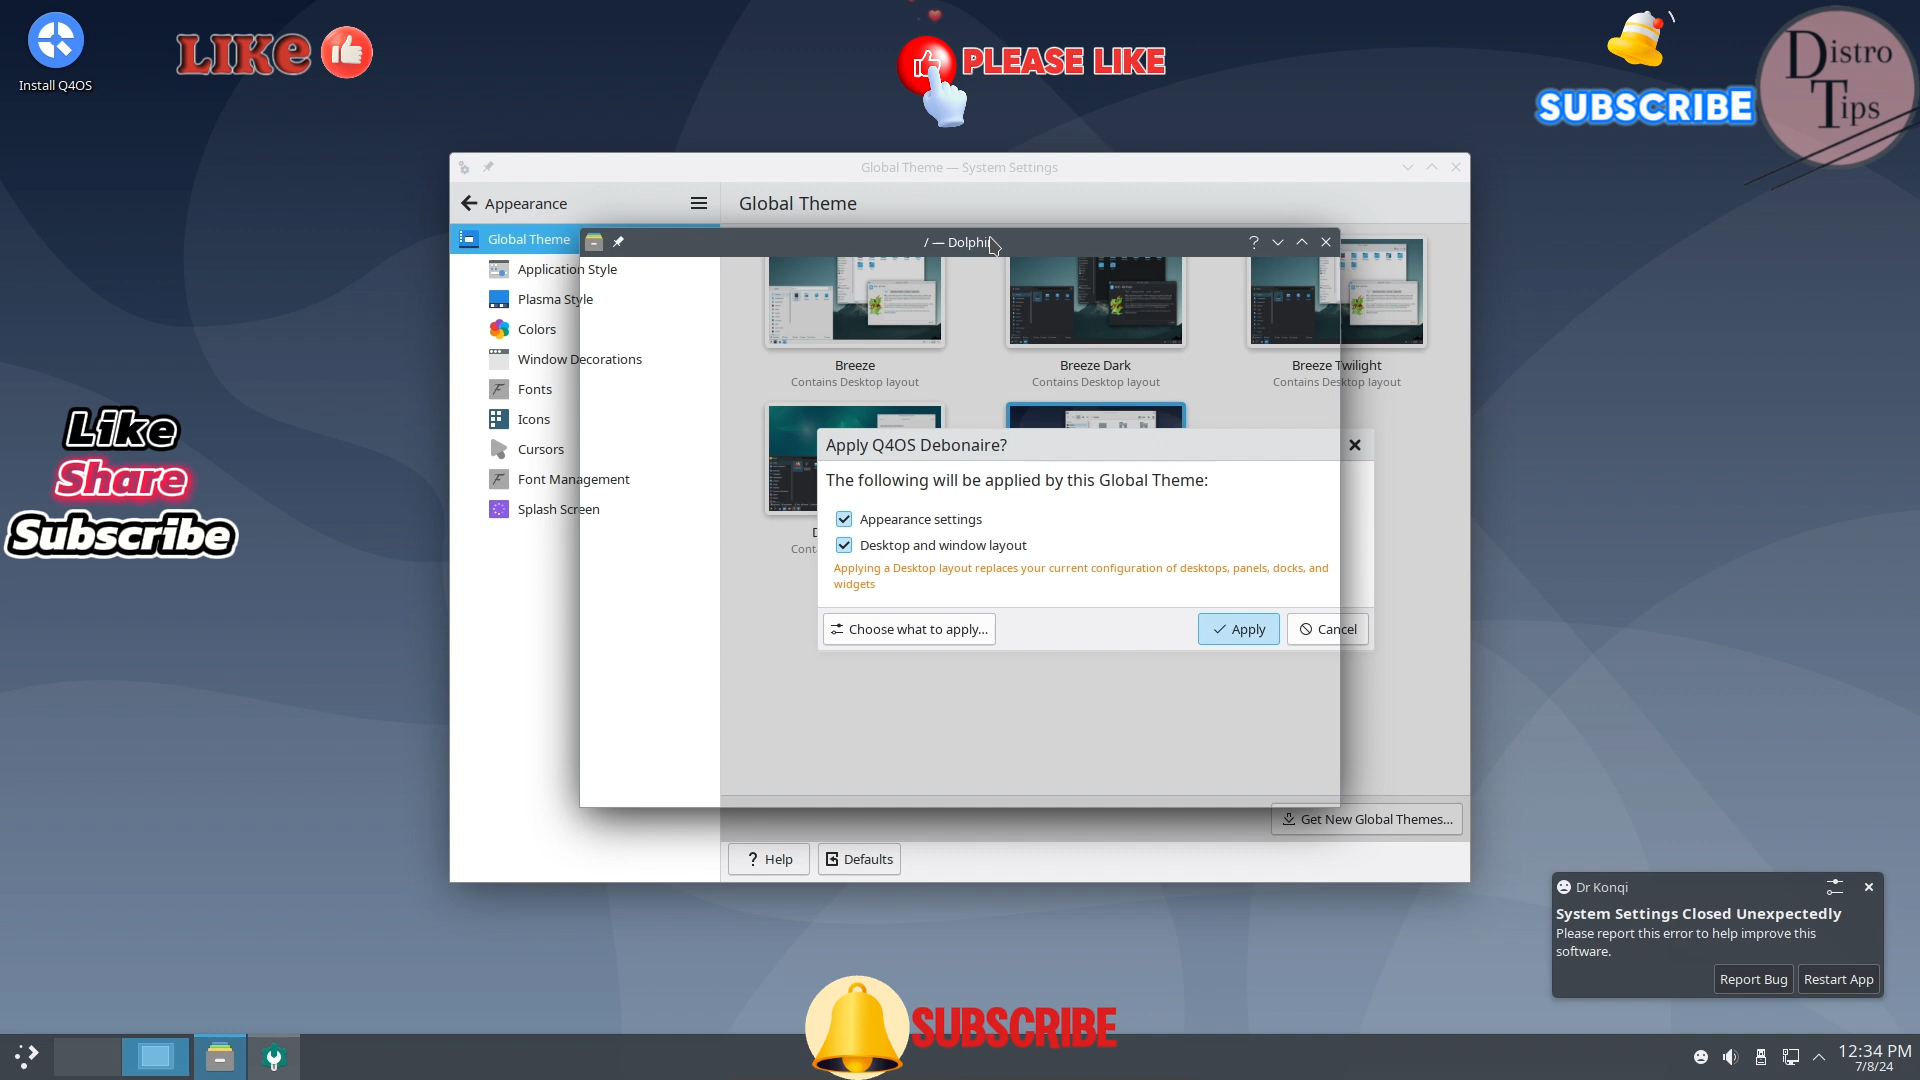 Install Q4OS
LIKE
PLEASE LIKE
SUBSCRIBE
Distro
Tips
Global Theme — System Settings
Appearance
Global Theme
Global Theme
/ — Dolphin
Application Style
Plasma Style
Colors
Window Decorations
Fonts
Icons
Cursors
Font Management
Splash Screen
Breeze
Contains Desktop layout
Breeze Dark
Contains Desktop layout
Breeze Twilight
Contains Desktop layout
Apply Q4OS Debonaire?
The following will be applied by this Global Theme:
Appearance settings
Desktop and window layout
Applying a Desktop layout replaces your current configuration of desktops, panels, docks, and
widgets
Choose what to apply...
Apply
Cancel
Get New Global Themes...
? Help
Defaults
Like
Share
Subscribe
Dr Konqi
System Settings Closed Unexpectedly
Please report this error to help improve this
software.
Report Bug
Restart App
SUBSCRIBE
12:34 PM
7/8/24